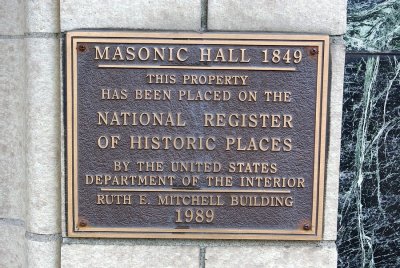 MASONIC HALL 1849
THIS PROPERTY
HAS BEEN PLACED ON THE
NATIONAL REGISTER
OF HISTORIC PLACES
BY THE UNITED STATES
DEPARTMENT OF THE INTERIOR
RUTH E. MITCHELL BUILDING
1989